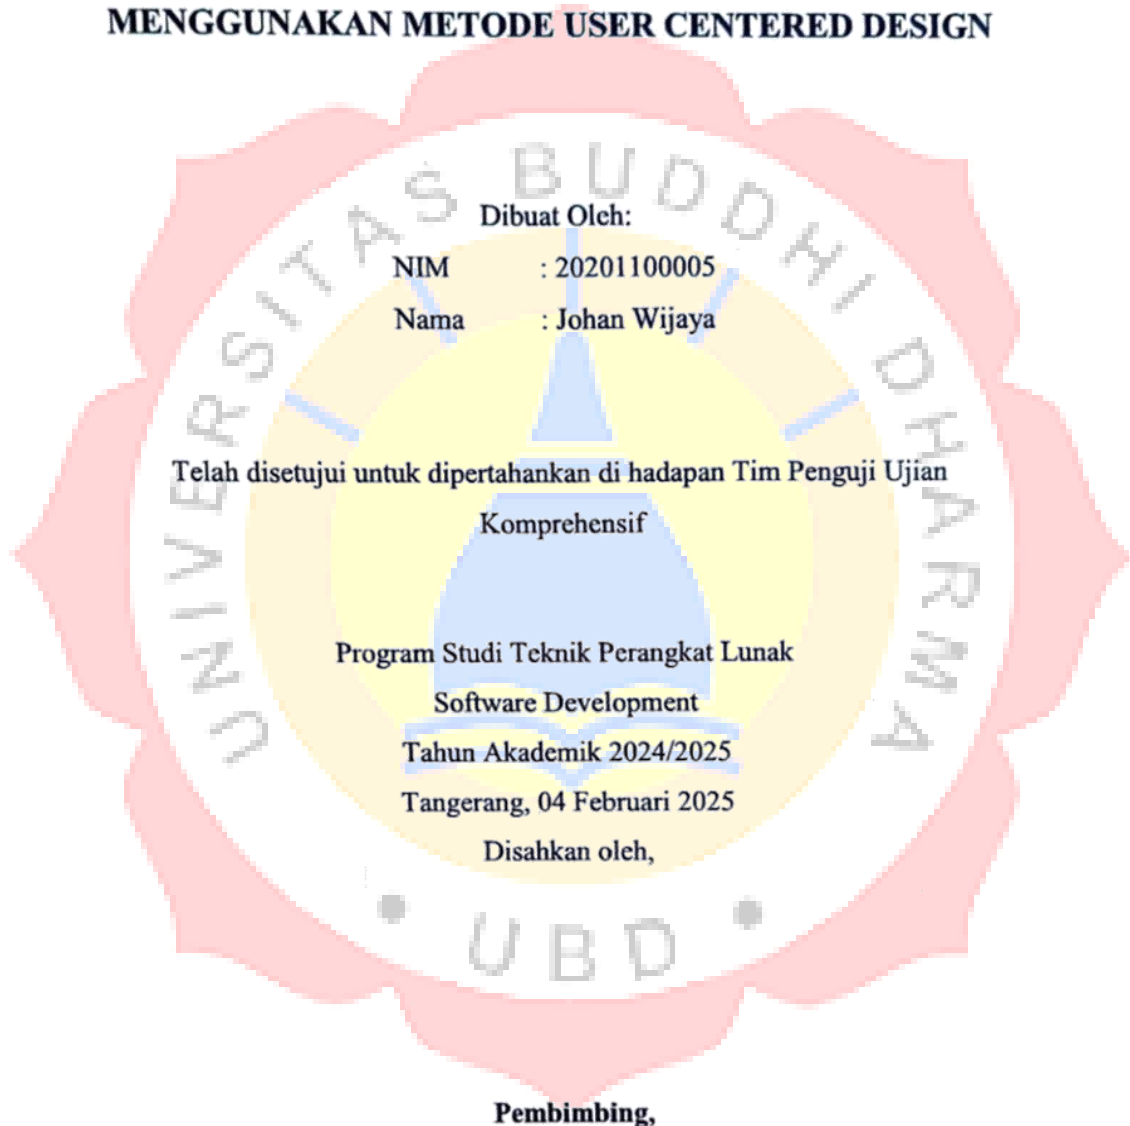 MENGGUNAKAN METODE USER CENTERED DESIGN
UNIVERSITAS BUDDHI DHARMA
Dibuat Oleh:
NIM : 20201100005
Nama : Johan Wijaya
Telah disetujui untuk dipertahankan di hadapan Tim Penguji Ujian
Komprehensif
Program Studi Teknik Perangkat Lunak
Software Development
Tahun Akademik 2024/2025
Tangerang, 04 Februari 2025
Disahkan oleh,
• UBD •
Pembimbing,